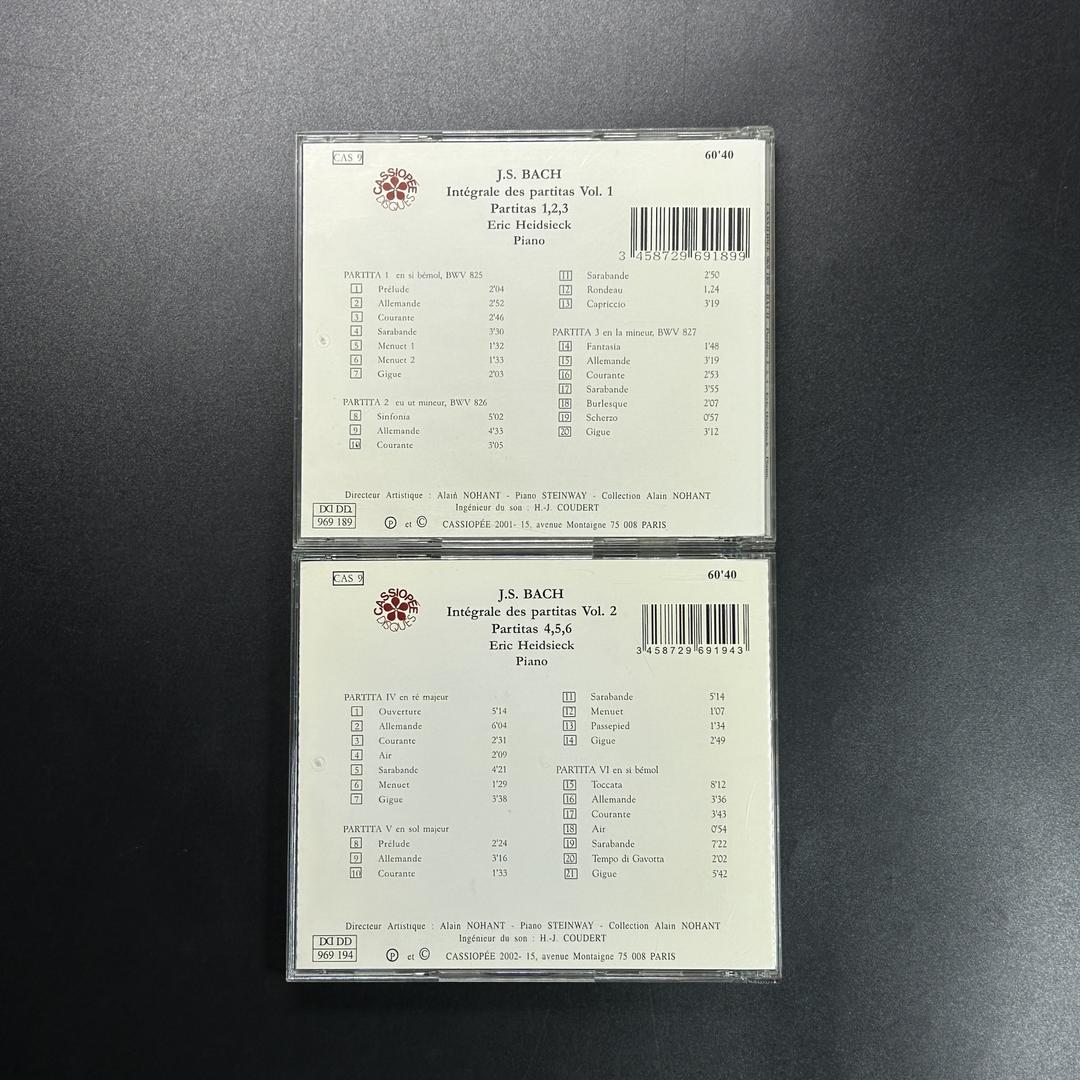 CAS 9
60'40
CASSIOPÉE
DISQUES
J.S. BACH
Intégrale des partitas Vol. 1
Partitas 1,2,3
Eric Heidsieck
Piano
3 458729 691899
PARTITA 1 en si bémol, BWV 825
1 Prélude 2'04
2 Allemande 2'52
3 Courante 2'46
4 Sarabande 3'30
5 Menuet 1 1'32
6 Menuet 2 1'33
7 Gigue 2'03
PARTITA 2 eu ut mineur, BWV 826
8 Sinfonia 5'02
9 Allemande 4'33
10 Courante 3'05
11 Sarabande 2'50
12 Rondeau 1,24
13 Capriccio 3'19
PARTITA 3 en la mineur, BWV 827
14 Fantasia 1'48
15 Allemande 3'19
16 Courante 2'53
17 Sarabande 3'55
18 Burlesque 2'07
19 Scherzo 0'57
20 Gigue 3'12
Directeur Artistique : Alain NOHANT - Piano STEINWAY - Collection Alain NOHANT
Ingénieur du son : H.-J. COUDERT
DD DD
969 189
Ⓟ et © CASSIOPÉE 2001- 15, avenue Montaigne 75 008 PARIS
CAS 9
60'40
CASSIOPÉE
DISQUES
J.S. BACH
Intégrale des partitas Vol. 2
Partitas 4,5,6
Eric Heidsieck
Piano
3 458729 691943
PARTITA IV en ré majeur
1 Ouverture 5'14
2 Allemande 6'04
3 Courante 2'31
4 Air 2'09
5 Sarabande 4'21
6 Menuet 1'29
7 Gigue 3'38
PARTITA V en sol majeur
8 Prélude 2'24
9 Allemande 3'16
10 Courante 1'33
11 Sarabande 5'14
12 Menuet 1'07
13 Passepied 1'34
14 Gigue 2'49
PARTITA VI en si bémol
15 Toccata 8'12
16 Allemande 3'36
17 Courante 3'43
18 Air 0'54
19 Sarabande 7'22
20 Tempo di Gavotta 2'02
21 Gigue 5'42
Directeur Artistique : Alain NOHANT - Piano STEINWAY - Collection Alain NOHANT
Ingénieur du son : H.-J. COUDERT
DD DD
969 194
Ⓟ et © CASSIOPÉE 2002- 15, avenue Montaigne 75 008 PARIS